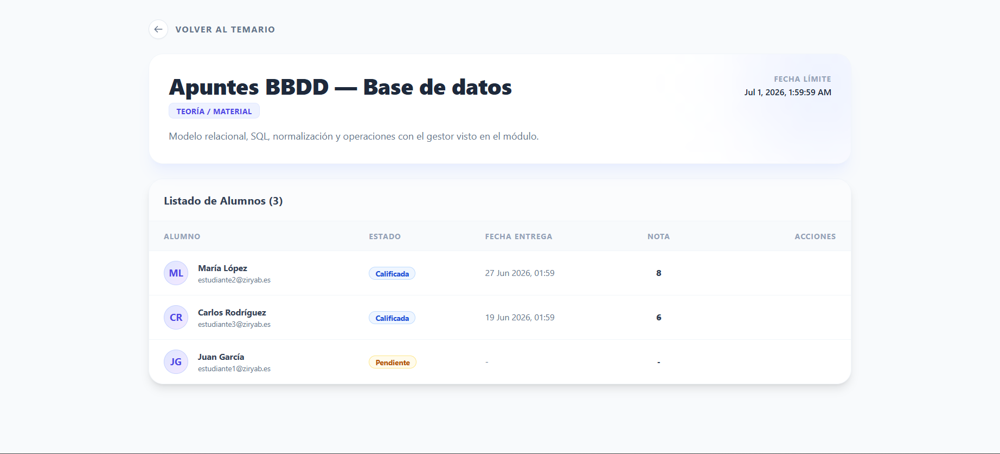 VOLVER AL TEMARIO
Apuntes BBDD — Base de datos
FECHA LÍMITE
Jul 1, 2026, 1:59:59 AM
TEORÍA / MATERIAL
Modelo relacional, SQL, normalización y operaciones con el gestor visto en el módulo.
Listado de Alumnos (3)
ALUMNO ESTADO FECHA ENTREGA NOTA ACCIONES
ML María López estudiante2@ziryab.es Calificada 27 Jun 2026, 01:59 8
CR Carlos Rodríguez estudiante3@ziryab.es Calificada 19 Jun 2026, 01:59 6
JG Juan García estudiante1@ziryab.es Pendiente - -